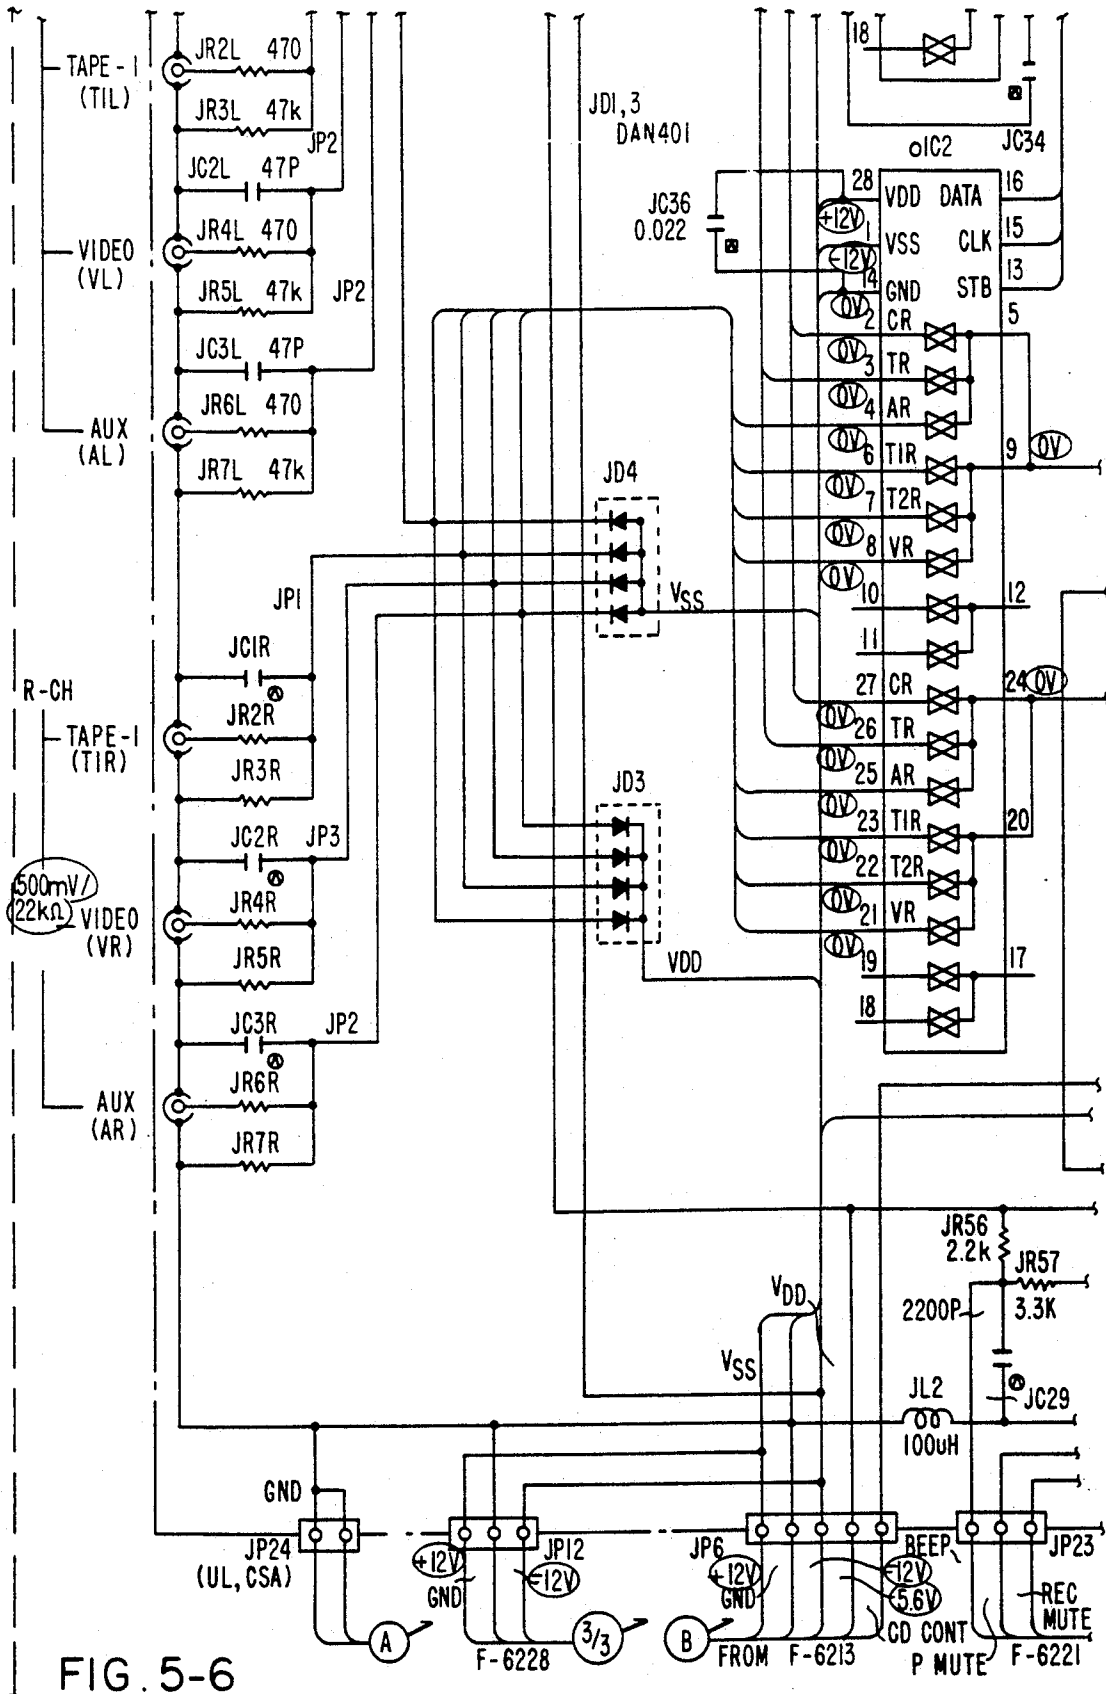 TAPE-1
(T1L)
JR2L 470
JR3L 47k
JP2
JC2L 47P
VIDEO
(VL)
JR4L 470
JR5L 47k
JP2
JC3L 47P
AUX
(AL)
JR6L 470
JR7L 47k
JD1,3
DAN401
18
JC34
OIC2
JC36
0.022
28 VDD DATA 16
+12V
1 VSS CLK 15
-12V
14 GND STB 13
0V
2 CR 5
0V
3 TR
0V
4 AR
0V
6 T1R 9 0V
0V
7 T2R
0V
8 VR
0V
10 12
11
27 CR 24 0V
0V
26 TR
0V
25 AR
0V
23 T1R 20
0V
22 T2R
0V
21 VR
0V
19 17
18
JD4
VSS
JD3
VDD
JP1
JC1R
R-CH
JR2R
TAPE-1
(T1R)
JR3R
JC2R JP3
500mV/
22kΩ
JR4R
VIDEO
(VR)
JR5R
JC3R JP2
JR6R
AUX
(AR)
JR7R
JR56
2.2k
JR57
3.3K
2200P
JC29
VDD
VSS
JL2
100uH
GND
JP24
(UL, CSA)
+12V
GND
JP12
-12V
JP6
+12V
GND
-12V
5.6V
BEEP
JP23
REC
MUTE
CD CONT
P MUTE
A
F-6228
3/3
B
FROM F-6213
F-6221
FIG. 5-6